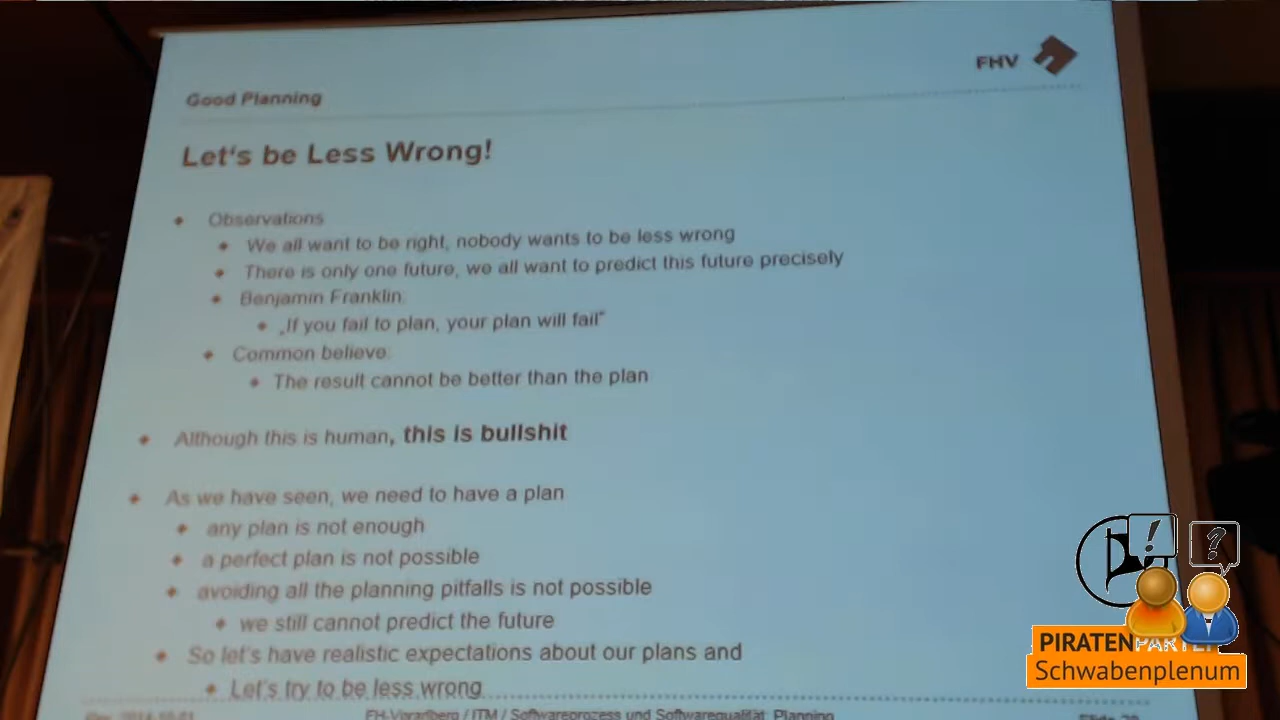 FHV
Good Planning
Let's be Less Wrong!
Observations
We all want to be right, nobody wants to be less wrong
There is only one future, we all want to predict this future precisely
Benjamin Franklin:
„If you fail to plan, your plan will fail"
Common believe:
The result cannot be better than the plan
Although this is human, this is bullshit
As we have seen, we need to have a plan
any plan is not enough
a perfect plan is not possible
avoiding all the planning pitfalls is not possible
we still cannot predict the future
So let's have realistic expectations about our plans and
Let's try to be less wrong
FH-Vorarlberg / ITM / Softwareprozess und Softwarequalität: Planning
! ?
PIRATENPARTEI
Schwabenplenum